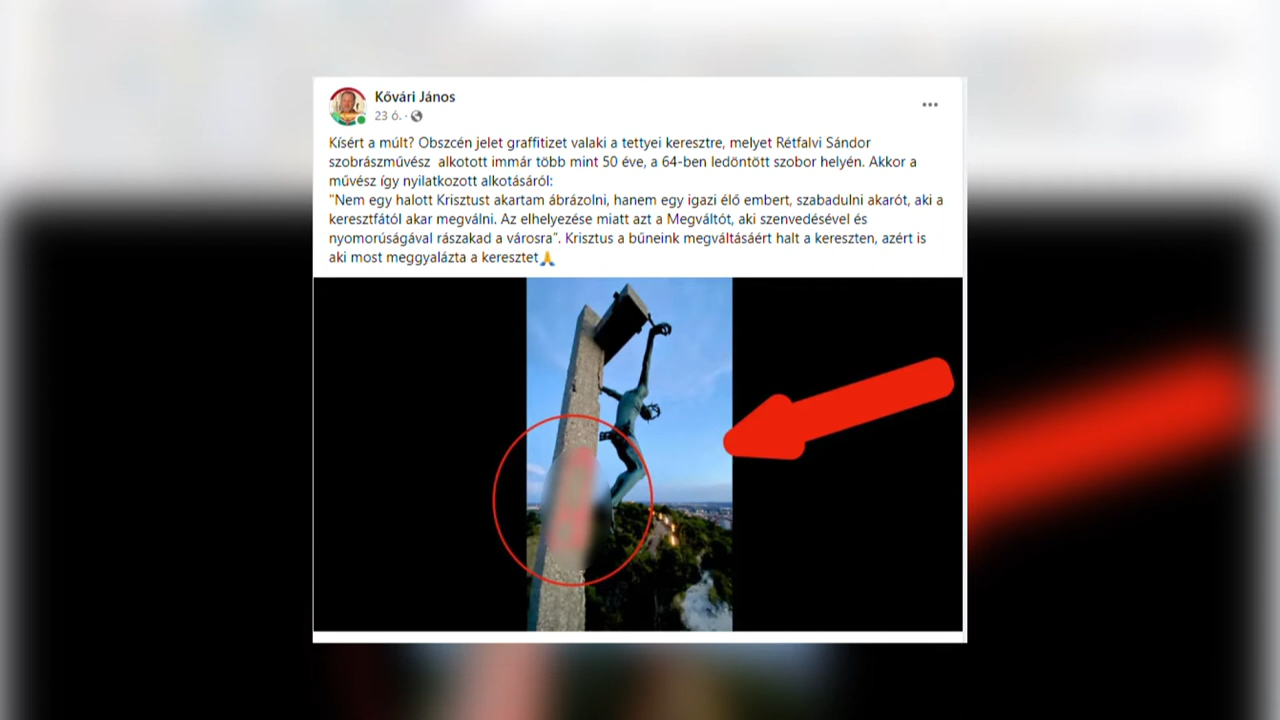 Kővári János
23 ó. ·
Kísért a múlt? Obszcén jelet graffitizet valaki a tettyei keresztre, melyet Rétfalvi Sándor
szobrászművész alkotott immár több mint 50 éve, a 64-ben ledöntött szobor helyén. Akkor a
művész így nyilatkozott alkotásáról:
"Nem egy halott Krisztust akartam ábrázolni, hanem egy igazi élő embert, szabadulni akarót, aki a
keresztfától akar megválni. Az elhelyezése miatt azt a Megváltót, aki szenvedésével és
nyomorúságával rászakad a városra”. Krisztus a bűneink megváltásáért halt a kereszten, azért is
aki most meggyalázta a keresztet🙏